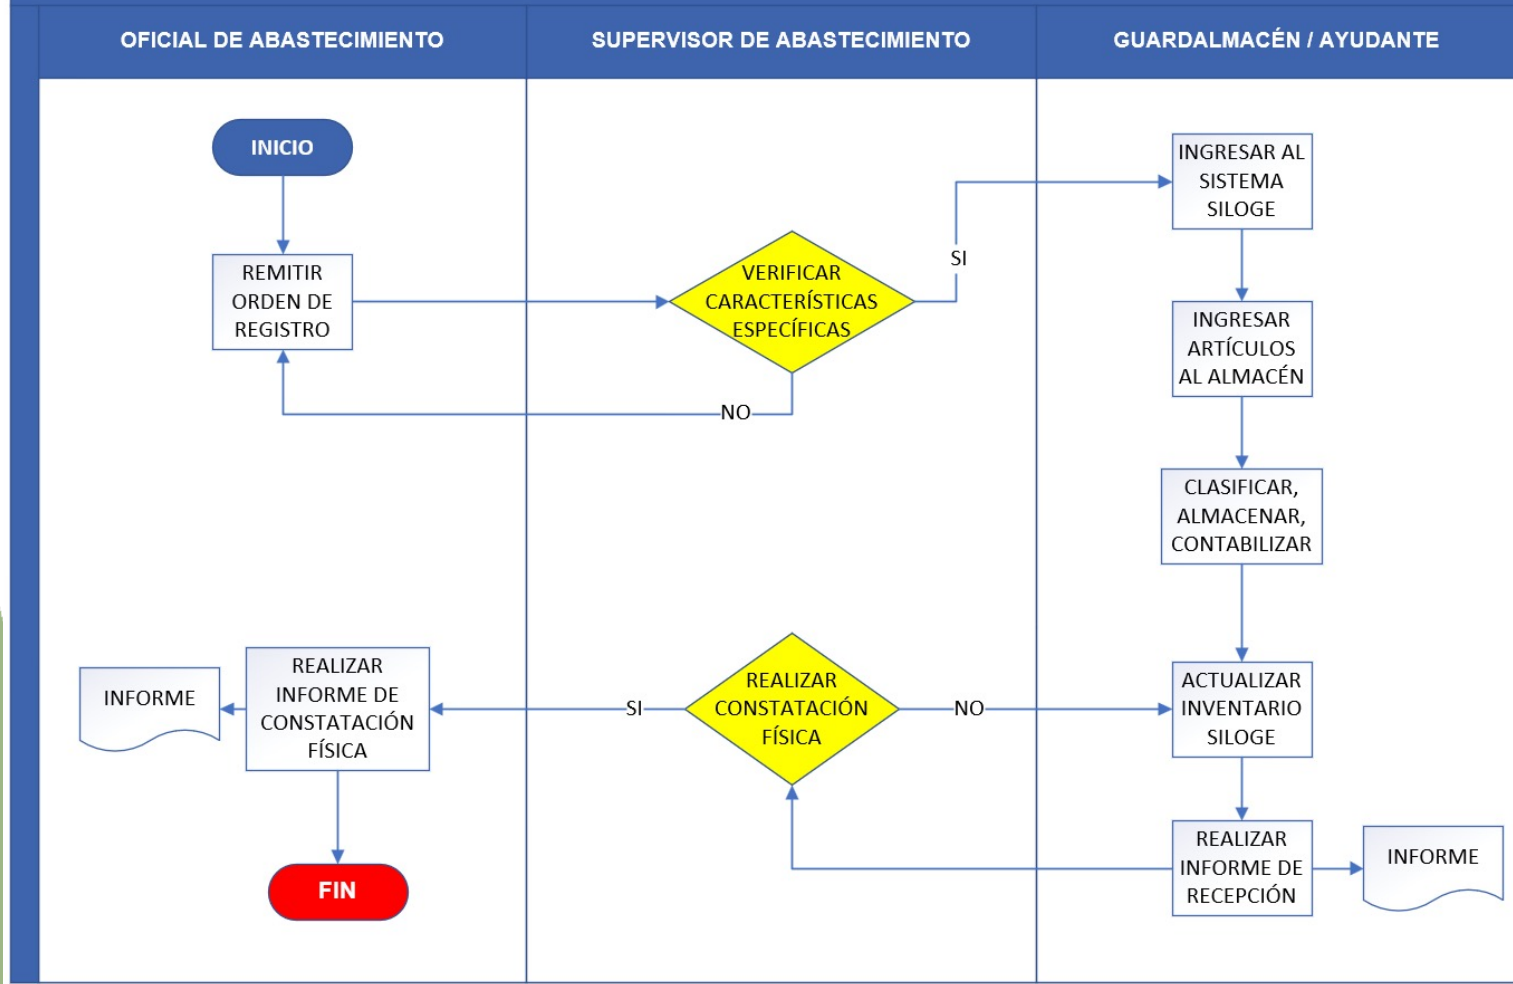 OFICIAL DE ABASTECIMIENTO
SUPERVISOR DE ABASTECIMIENTO
GUARDALMACÉN / AYUDANTE
INICIO
REMITIR
ORDEN DE
REGISTRO
VERIFICAR
CARACTERÍSTICAS
ESPECÍFICAS
SI
NO
INGRESAR AL
SISTEMA
SILOGE
INGRESAR
ARTÍCULOS
AL ALMACÉN
CLASIFICAR,
ALMACENAR,
CONTABILIZAR
ACTUALIZAR
INVENTARIO
SILOGE
REALIZAR
INFORME DE
RECEPCIÓN
INFORME
REALIZAR
CONSTATACIÓN
FÍSICA
NO
SI
REALIZAR
INFORME DE
CONSTATACIÓN
FÍSICA
INFORME
FIN